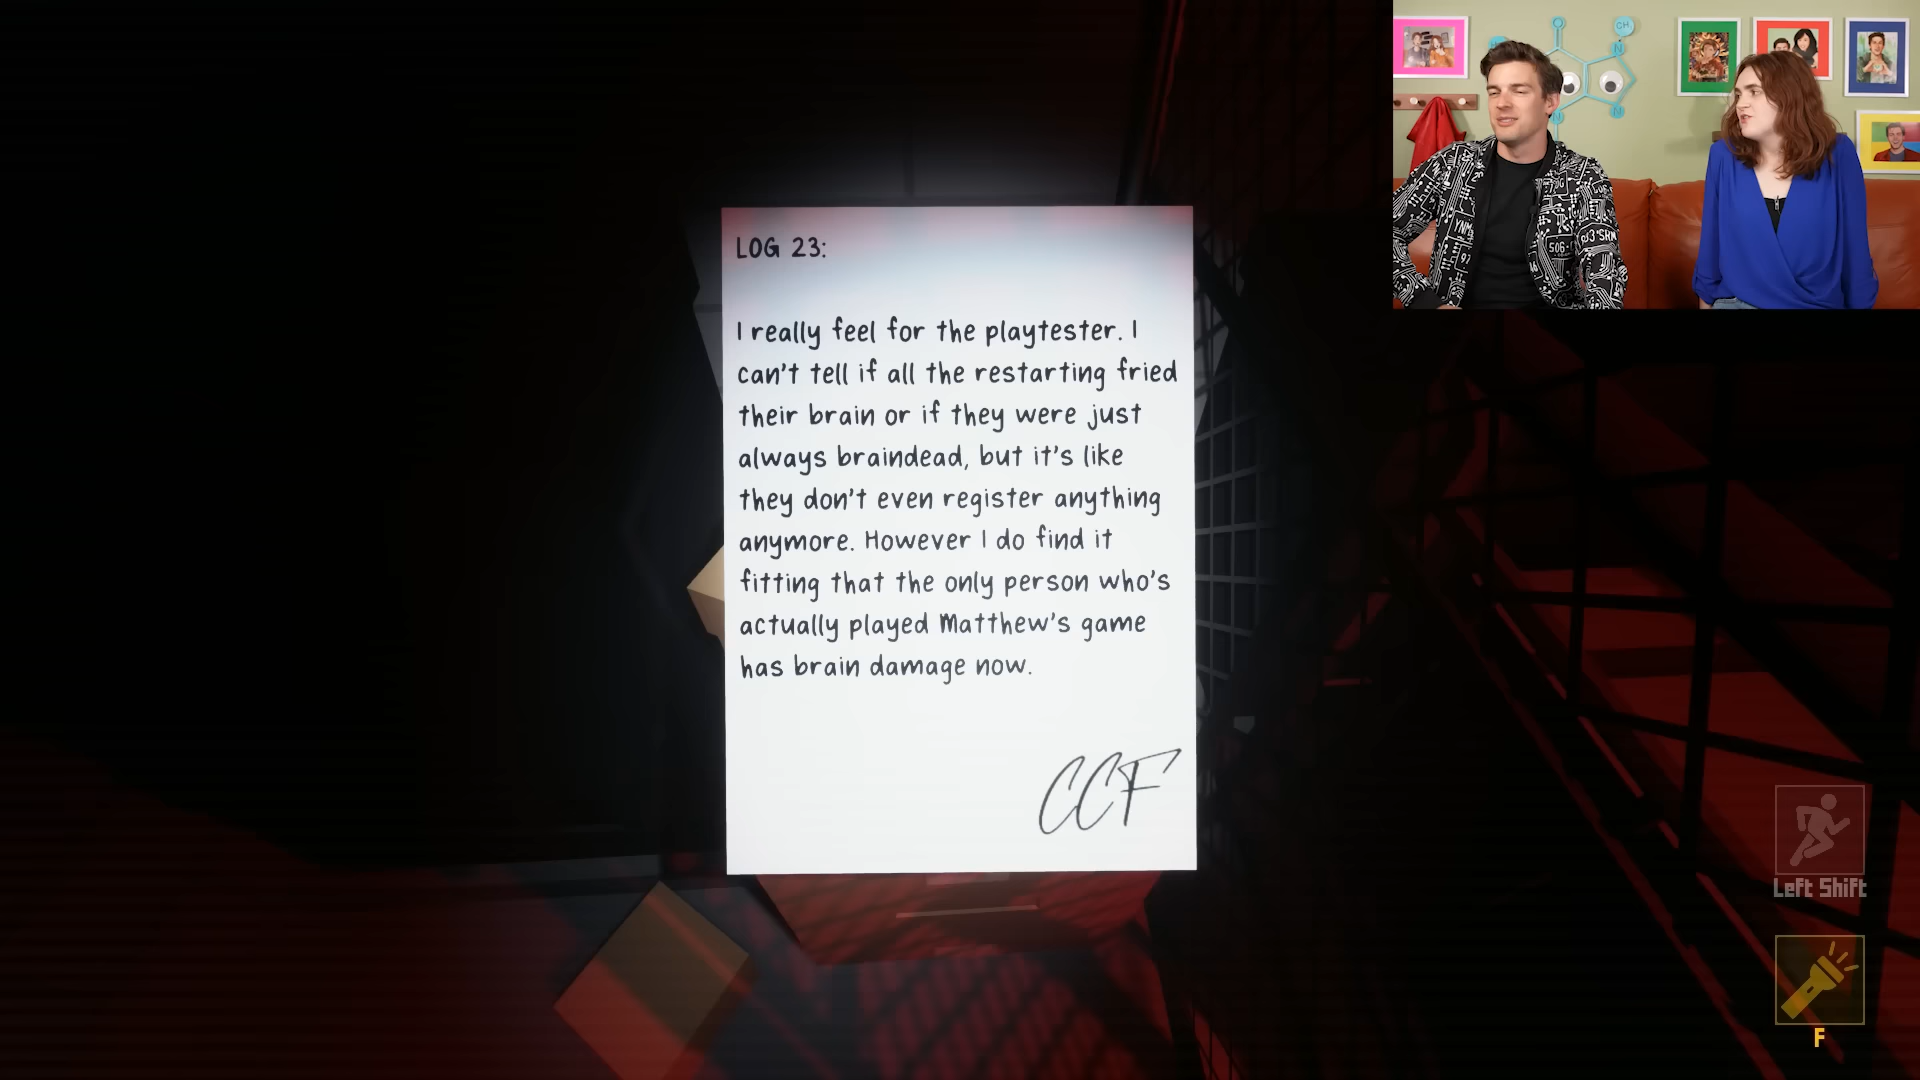 LOG 23:
I really feel for the playtester. I
can't tell if all the restarting fried
their brain or if they were just
always braindead, but it's like
they don't even register anything
anymore. However I do find it
fitting that the only person who's
actually played Matthew's game
has brain damage now.
CCF
Left Shift
F
CH
N
N
N